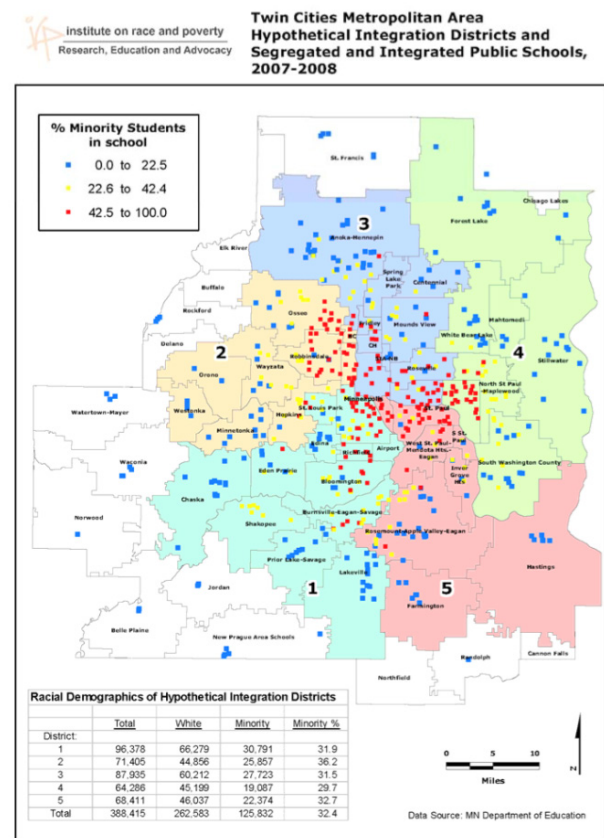 institute on race and poverty
Research, Education and Advocacy
Twin Cities Metropolitan Area
Hypothetical Integration Districts and
Segregated and Integrated Public Schools,
2007-2008
% Minority Students
in school
0.0 to 22.5
22.6 to 42.4
42.5 to 100.0
St. Francis
Chisago Lakes
Forest Lake
3
Anoka-Hennepin
Elk River
Spring
Lake
Park
Centennial
Buffalo
Rockford
Osseo
Fridley
Mounds View
Mahtomedi
White Bear Lake
Delano
BC
CH
2
Robbinsdale
4
Wayzata
Roseville
Stillwater
Orono
North St Paul
-Maplewood
Minneapolis
Westonka
Hopkins
St. Louis Park
St. Paul
Watertown-Mayor
Minnetonka
Edina
Richfield
Airport
West St. Paul-
Mendota Hts.-
Eagan
S St.
Paul
Waconia
Eden Prairie
Inver
Grove
Hts
South Washington County
Chaska
Bloomington
Norwood
Shakopee
Burnsville-Eagan-Savage
Rosemount-Apple Valley-Eagan
Hastings
Prior Lake-Savage
Jordan
Lakeville
1
5
Farmington
Belle Plaine
New Prague Area Schools
Randolph
Cannon Falls
Northfield
Racial Demographics of Hypothetical Integration Districts
Total White Minority Minority %
District:
1 96,378 66,279 30,791 31.9
2 71,405 44,856 25,857 36.2
3 87,935 60,212 27,723 31.5
4 64,286 45,199 19,087 29.7
5 68,411 46,037 22,374 32.7
Total 388,415 262,583 125,832 32.4
0 5 10
Miles
N
Data Source: MN Department of Education